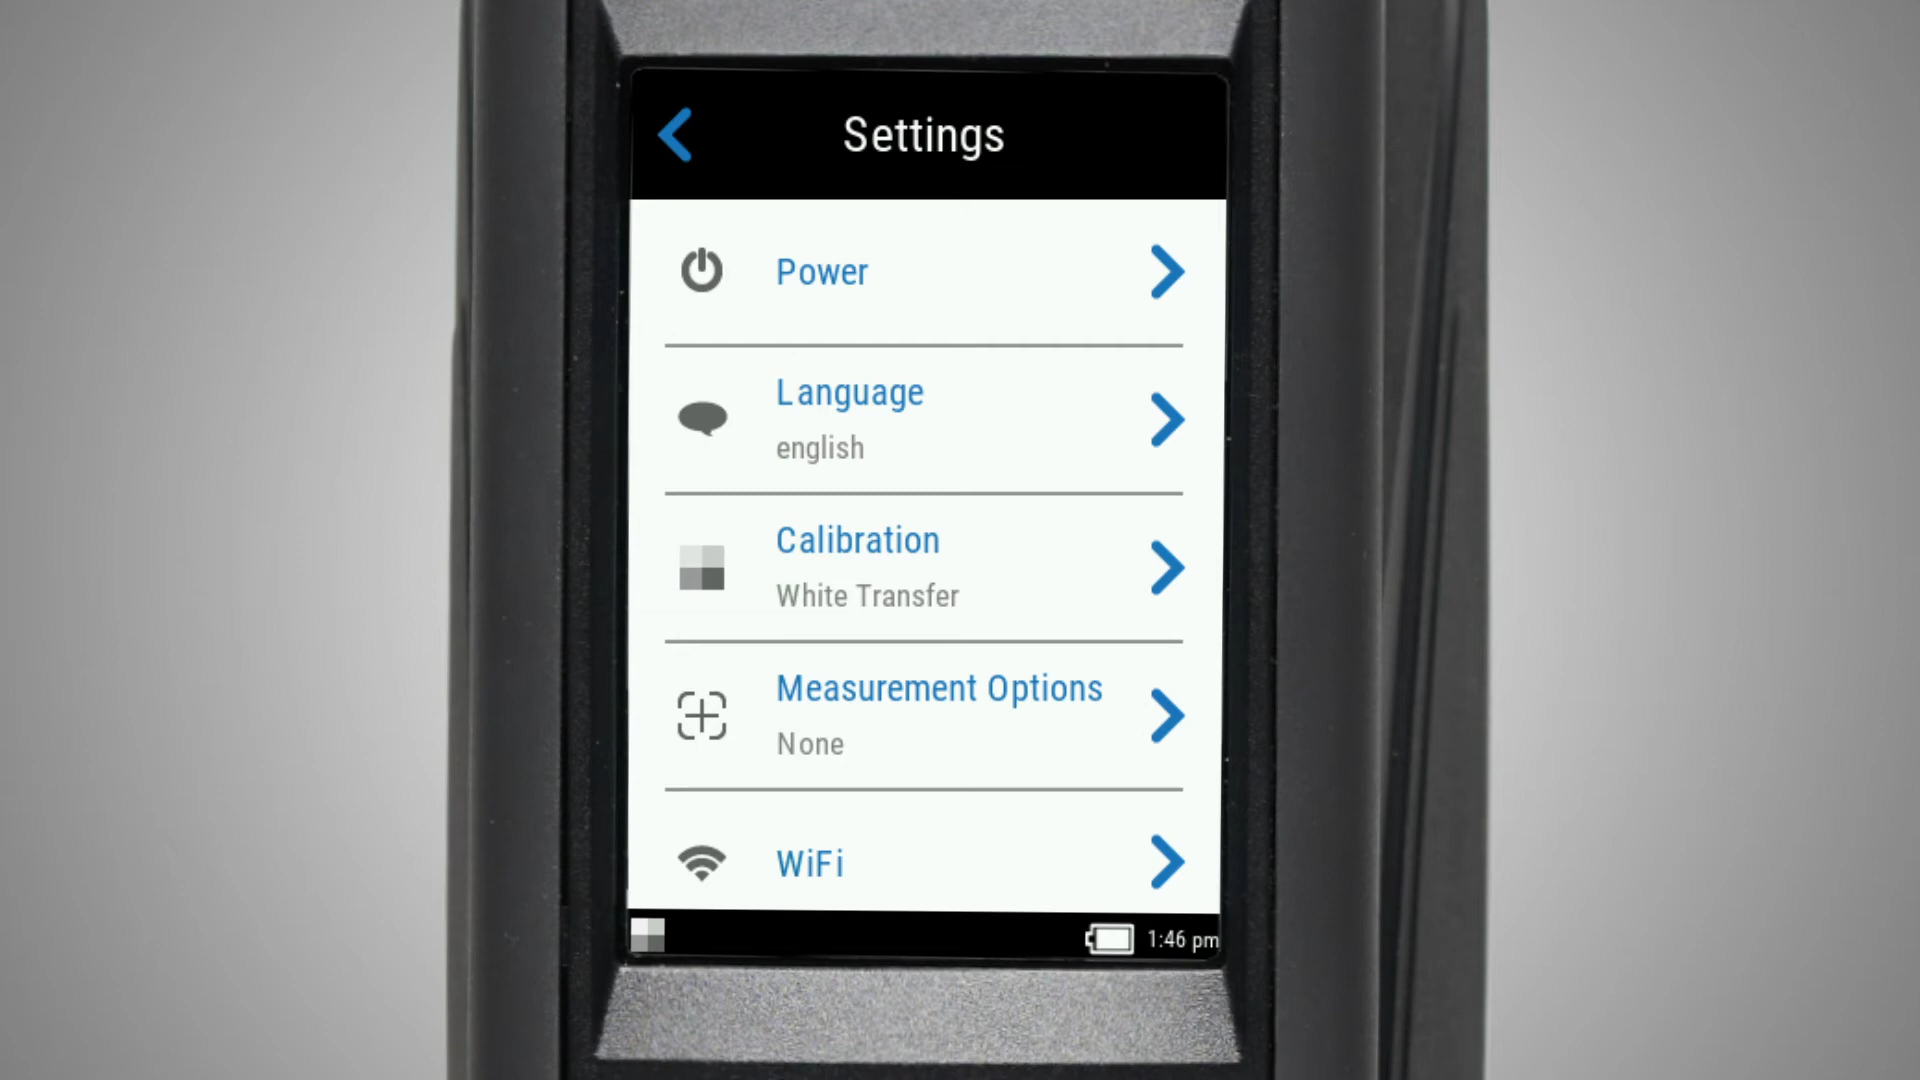 Settings
Power
Language
english
Calibration
White Transfer
Measurement Options
None
WiFi
1:46 pm